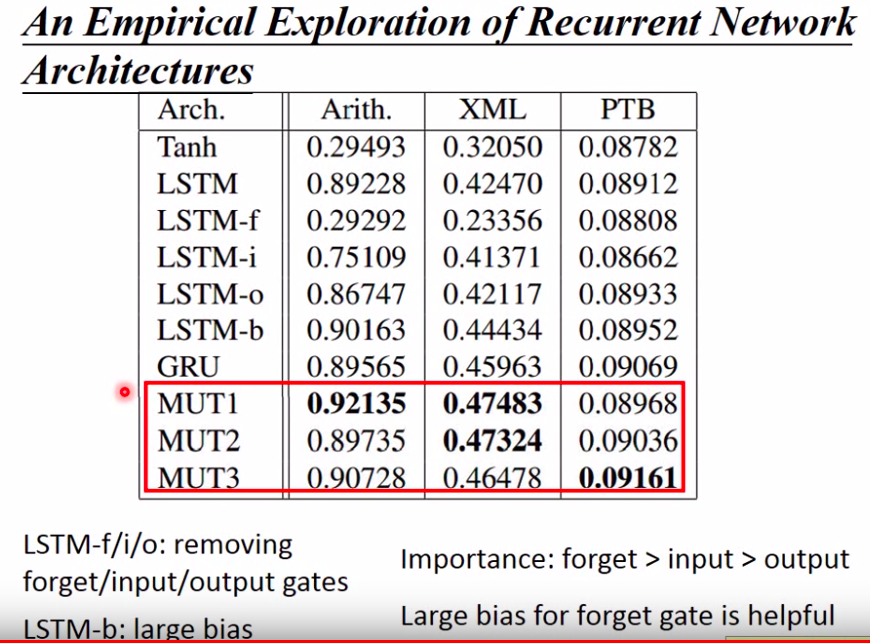 An Empirical Exploration of Recurrent Network
Architectures
Arch. Arith. XML PTB
Tanh 0.29493 0.32050 0.08782
LSTM 0.89228 0.42470 0.08912
LSTM-f 0.29292 0.23356 0.08808
LSTM-i 0.75109 0.41371 0.08662
LSTM-o 0.86747 0.42117 0.08933
LSTM-b 0.90163 0.44434 0.08952
GRU 0.89565 0.45963 0.09069
MUT1 0.92135 0.47483 0.08968
MUT2 0.89735 0.47324 0.09036
MUT3 0.90728 0.46478 0.09161
LSTM-f/i/o: removing
forget/input/output gates
LSTM-b: large bias
Importance: forget > input > output
Large bias for forget gate is helpful